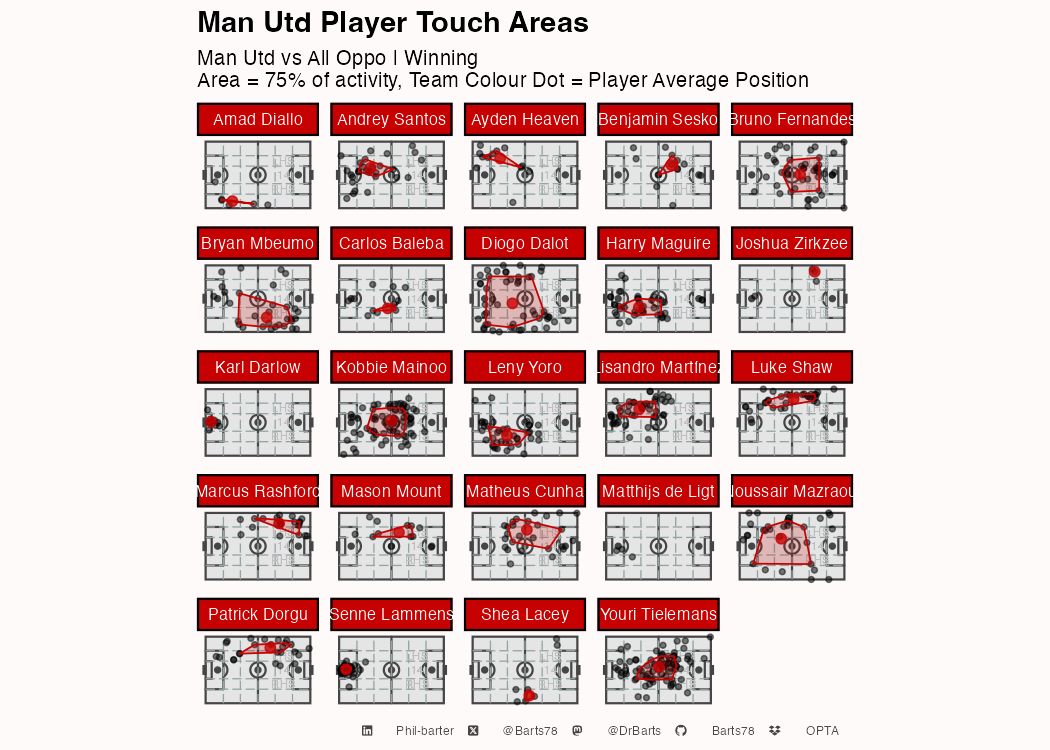 Man Utd Player Touch Areas
Man Utd vs All Oppo | Winning
Area = 75% of activity, Team Colour Dot = Player Average Position
Amad Diallo
Andrey Santos
Ayden Heaven
Benjamin Sesko
Bruno Fernandes
Bryan Mbeumo
Carlos Baleba
Diogo Dalot
Harry Maguire
Joshua Zirkzee
Karl Darlow
Kobbie Mainoo
Leny Yoro
Lisandro Martínez
Luke Shaw
Marcus Rashford
Mason Mount
Matheus Cunha
Matthijs de Ligt
Noussair Mazraoui
Patrick Dorgu
Senne Lammens
Shea Lacey
Youri Tielemans
Phil-barter @Barts78 @DrBarts Barts78 OPTA